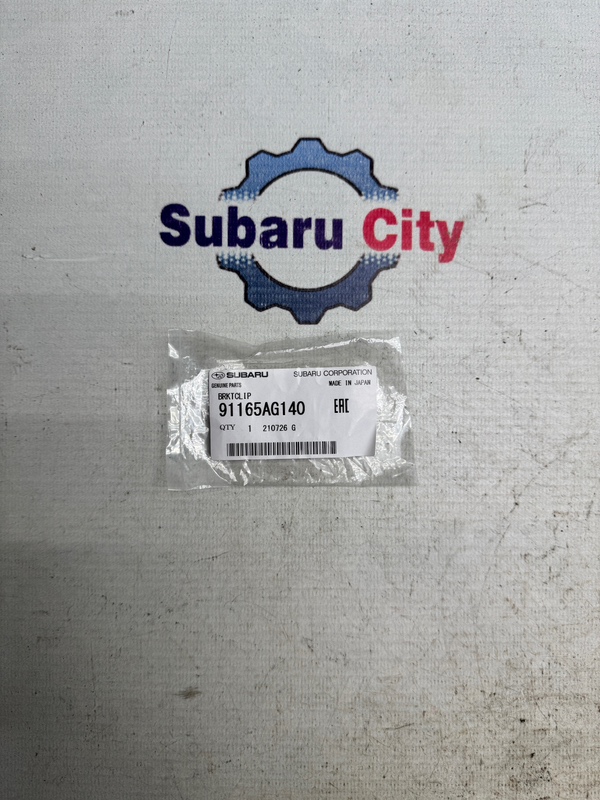 Subaru City
SUBARU SUBARU CORPORATION
GENUINE PARTS MADE IN JAPAN
BRKTCLIP
91165AG140 EAC
QTY 1 210726 G